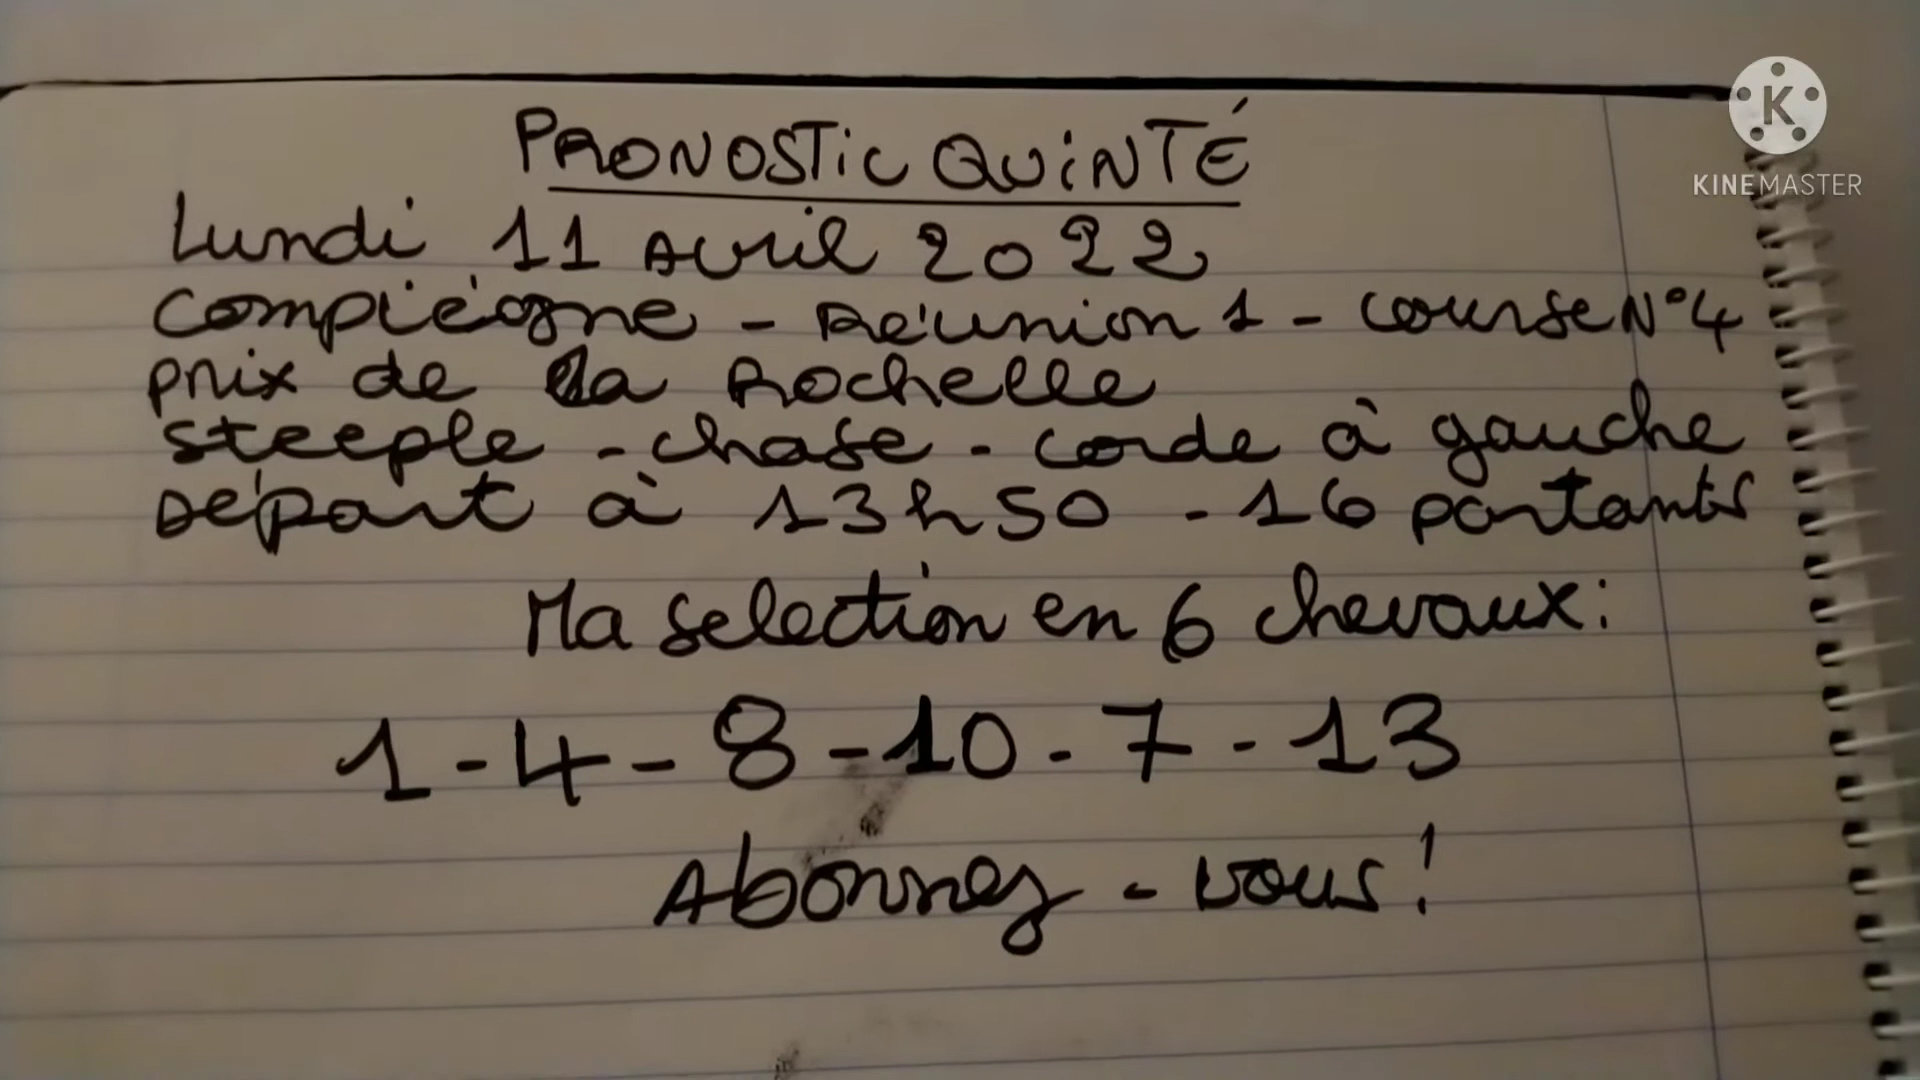 PRONOSTIC QUINTÉ
Lundi 11 Avril 2022
Compiéogne - Réunion 1 - course N°4
prix de La Rochelle
steeple - chase - corde à gauche
Départ à 13h50 - 16 partants
Ma selection en 6 chevaux:
1 - 4 - 8 - 10 - 7 - 13
Abonnez - vous !
KINEMASTER